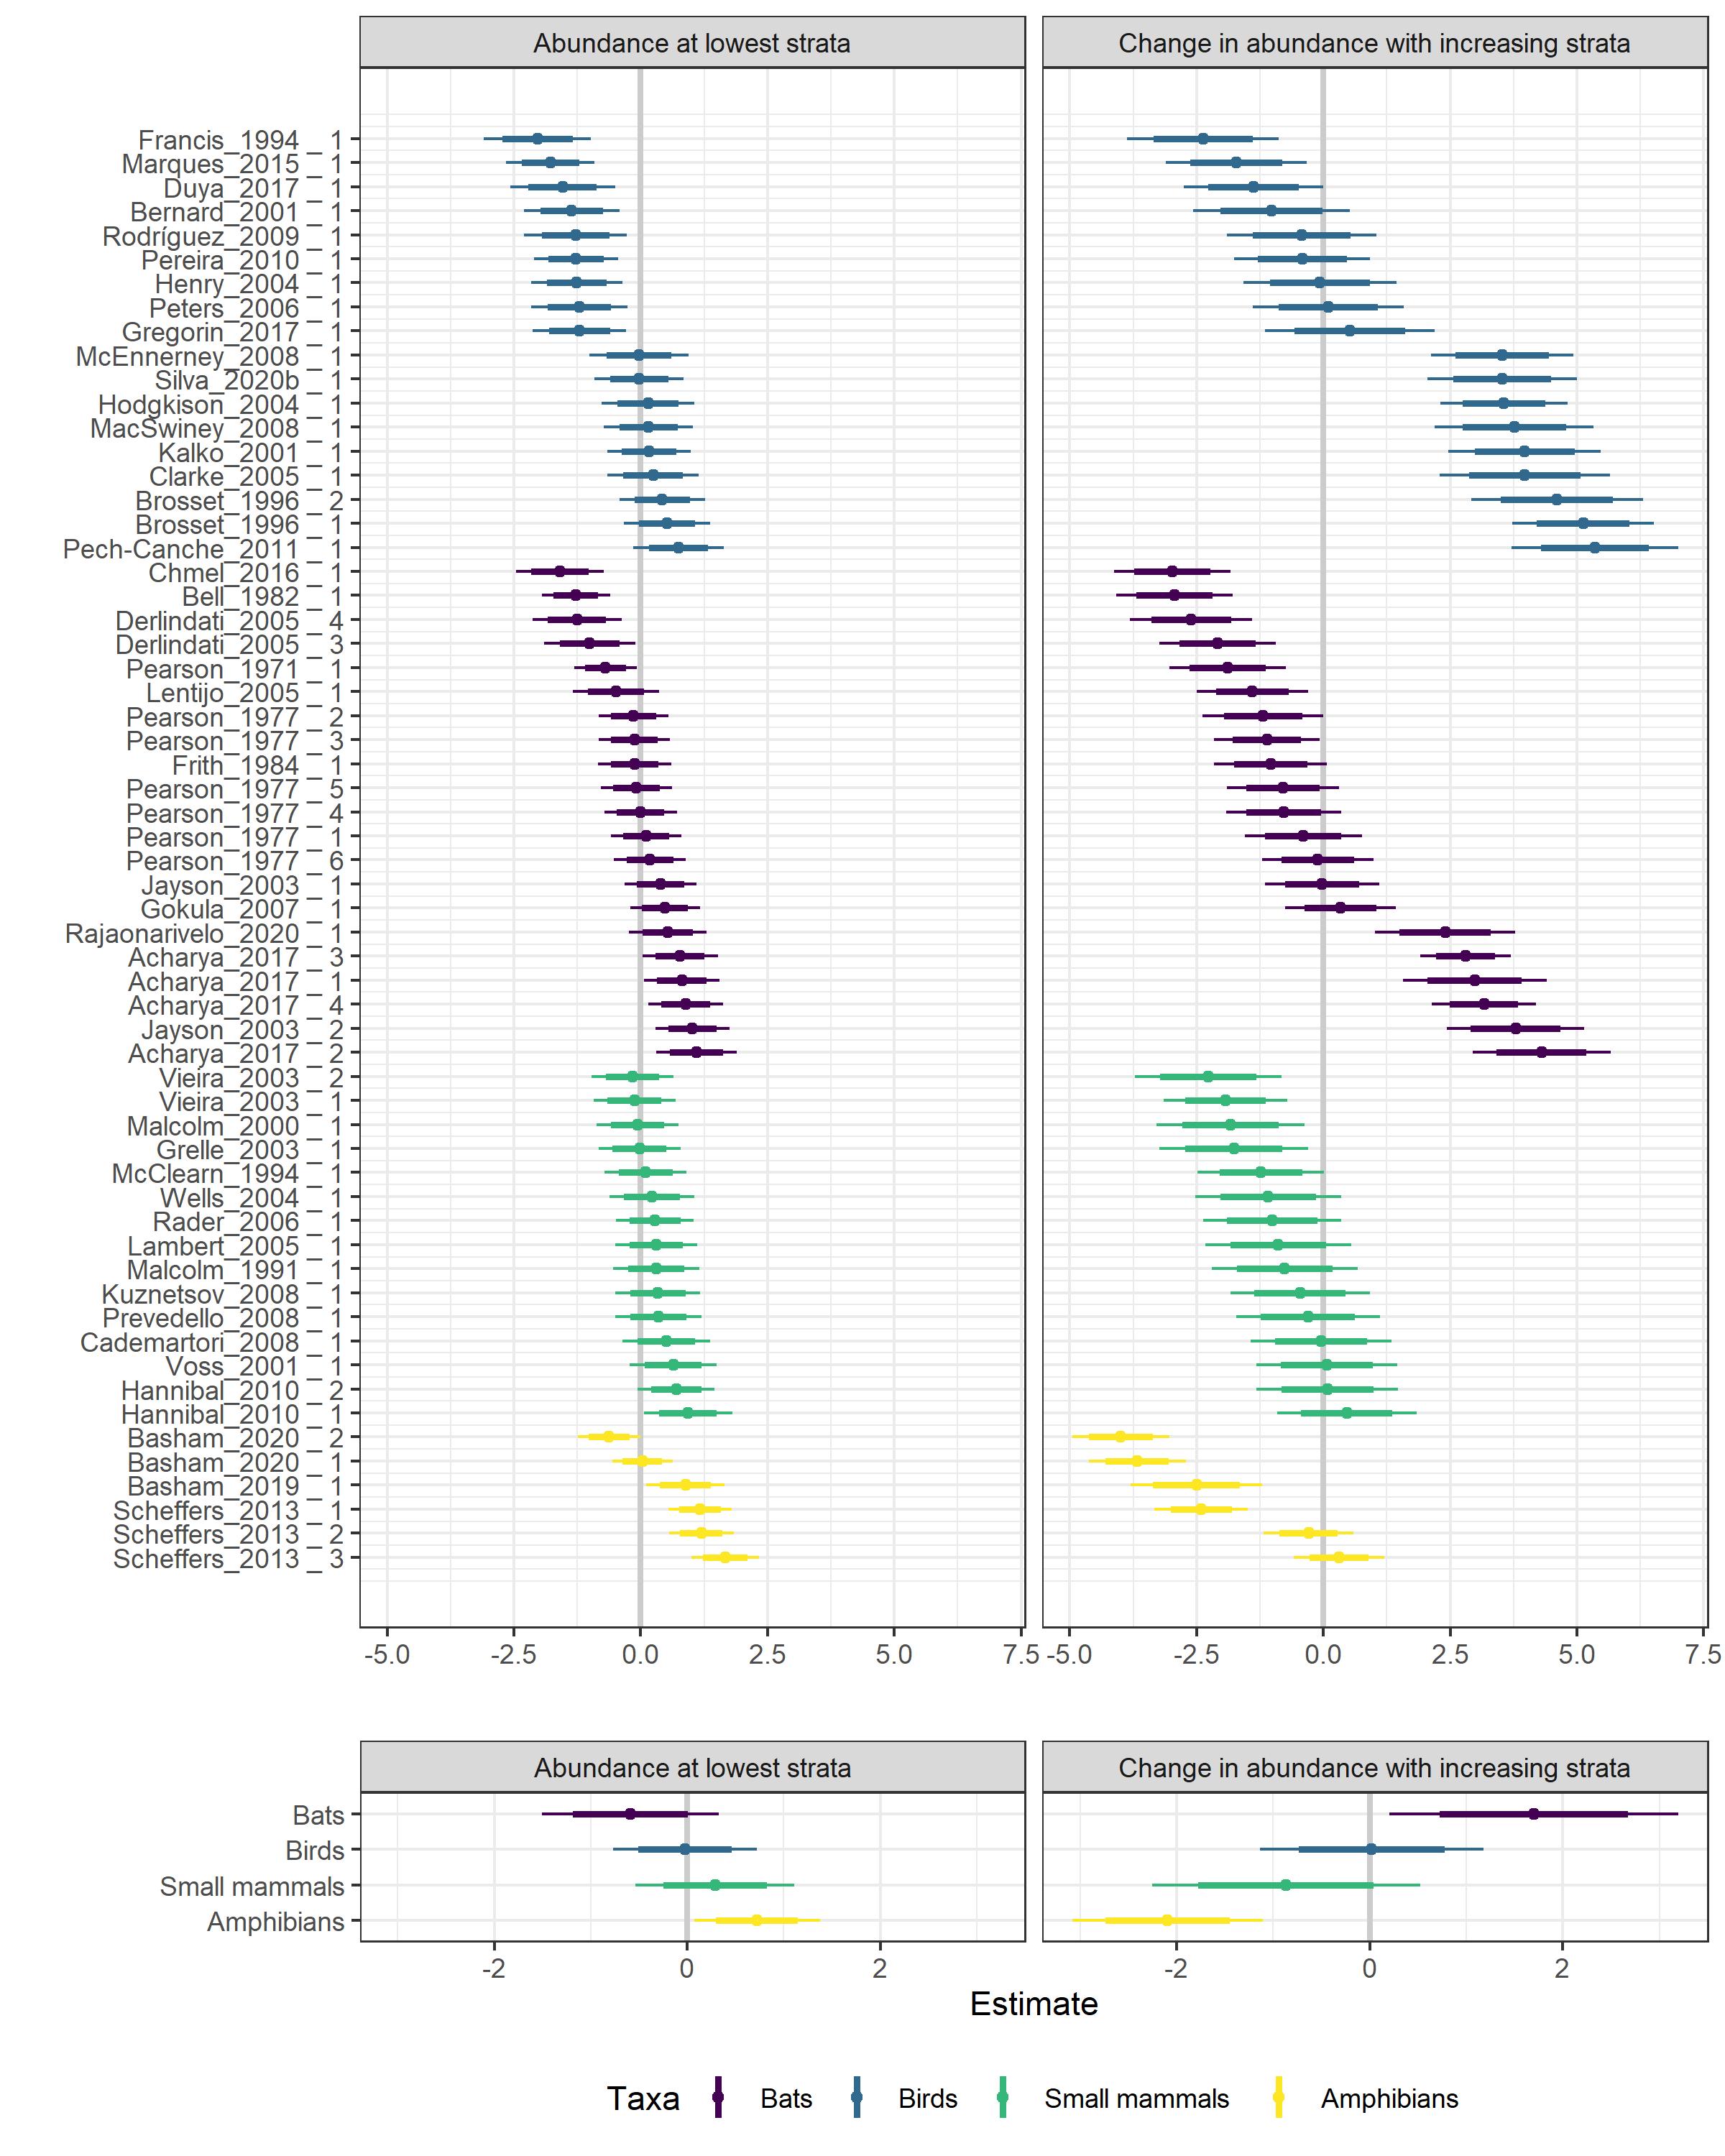 Abundance at lowest strata Change in abundance with increasing strata
Francis_1994 _ 1
Marques_2015 _ 1
Duya_2017 _ 1
Bernard_2001 _ 1
Rodríguez_2009 _ 1
Pereira_2010 _ 1
Henry_2004 _ 1
Peters_2006 _ 1
Gregorin_2017 _ 1
McEnnerney_2008 _ 1
Silva_2020b _ 1
Hodgkison_2004 _ 1
MacSwiney_2008 _ 1
Kalko_2001 _ 1
Clarke_2005 _ 1
Brosset_1996 _ 2
Brosset_1996 _ 1
Pech-Canche_2011 _ 1
Chmel_2016 _ 1
Bell_1982 _ 1
Derlindati_2005 _ 4
Derlindati_2005 _ 3
Pearson_1971 _ 1
Lentijo_2005 _ 1
Pearson_1977 _ 2
Pearson_1977 _ 3
Frith_1984 _ 1
Pearson_1977 _ 5
Pearson_1977 _ 4
Pearson_1977 _ 1
Pearson_1977 _ 6
Jayson_2003 _ 1
Gokula_2007 _ 1
Rajaonarivelo_2020 _ 1
Acharya_2017 _ 3
Acharya_2017 _ 1
Acharya_2017 _ 4
Jayson_2003 _ 2
Acharya_2017 _ 2
Vieira_2003 _ 2
Vieira_2003 _ 1
Malcolm_2000 _ 1
Grelle_2003 _ 1
McClearn_1994 _ 1
Wells_2004 _ 1
Rader_2006 _ 1
Lambert_2005 _ 1
Malcolm_1991 _ 1
Kuznetsov_2008 _ 1
Prevedello_2008 _ 1
Cademartori_2008 _ 1
Voss_2001 _ 1
Hannibal_2010 _ 2
Hannibal_2010 _ 1
Basham_2020 _ 2
Basham_2020 _ 1
Basham_2019 _ 1
Scheffers_2013 _ 1
Scheffers_2013 _ 2
Scheffers_2013 _ 3
-5.0 -2.5 0.0 2.5 5.0 7.5 -5.0 -2.5 0.0 2.5 5.0 7.5
Abundance at lowest strata Change in abundance with increasing strata
Bats
Birds
Small mammals
Amphibians
-2 0 2 -2 0 2
Estimate
Taxa Bats Birds Small mammals Amphibians